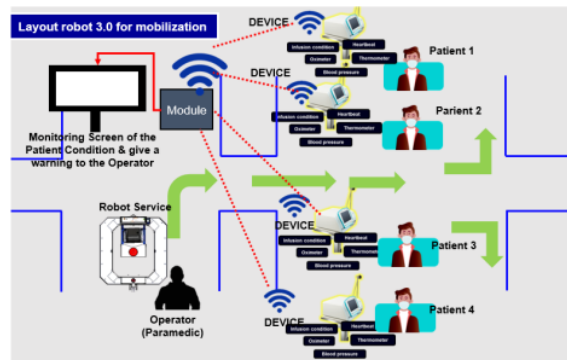 Layout robot 3.0 for mobilization
DEVICE
Infusion condition
Heartbeat
Oximeter
Thermometer
Blood pressure
Patient 1
DEVICE
Infusion condition
Heartbeat
Oximeter
Thermometer
Blood pressure
Parient 2
Module
Monitoring Screen of the
Patient Condition & give a
warning to the Operator
Robot Service
DEVICE
Infusion condition
Heartbeat
Oximeter
Thermometer
Blood pressure
Patient 3
Operator
(Paramedic)
DEVICE
Infusion condition
Heartbeat
Oximeter
Thermometer
Blood pressure
Patient 4